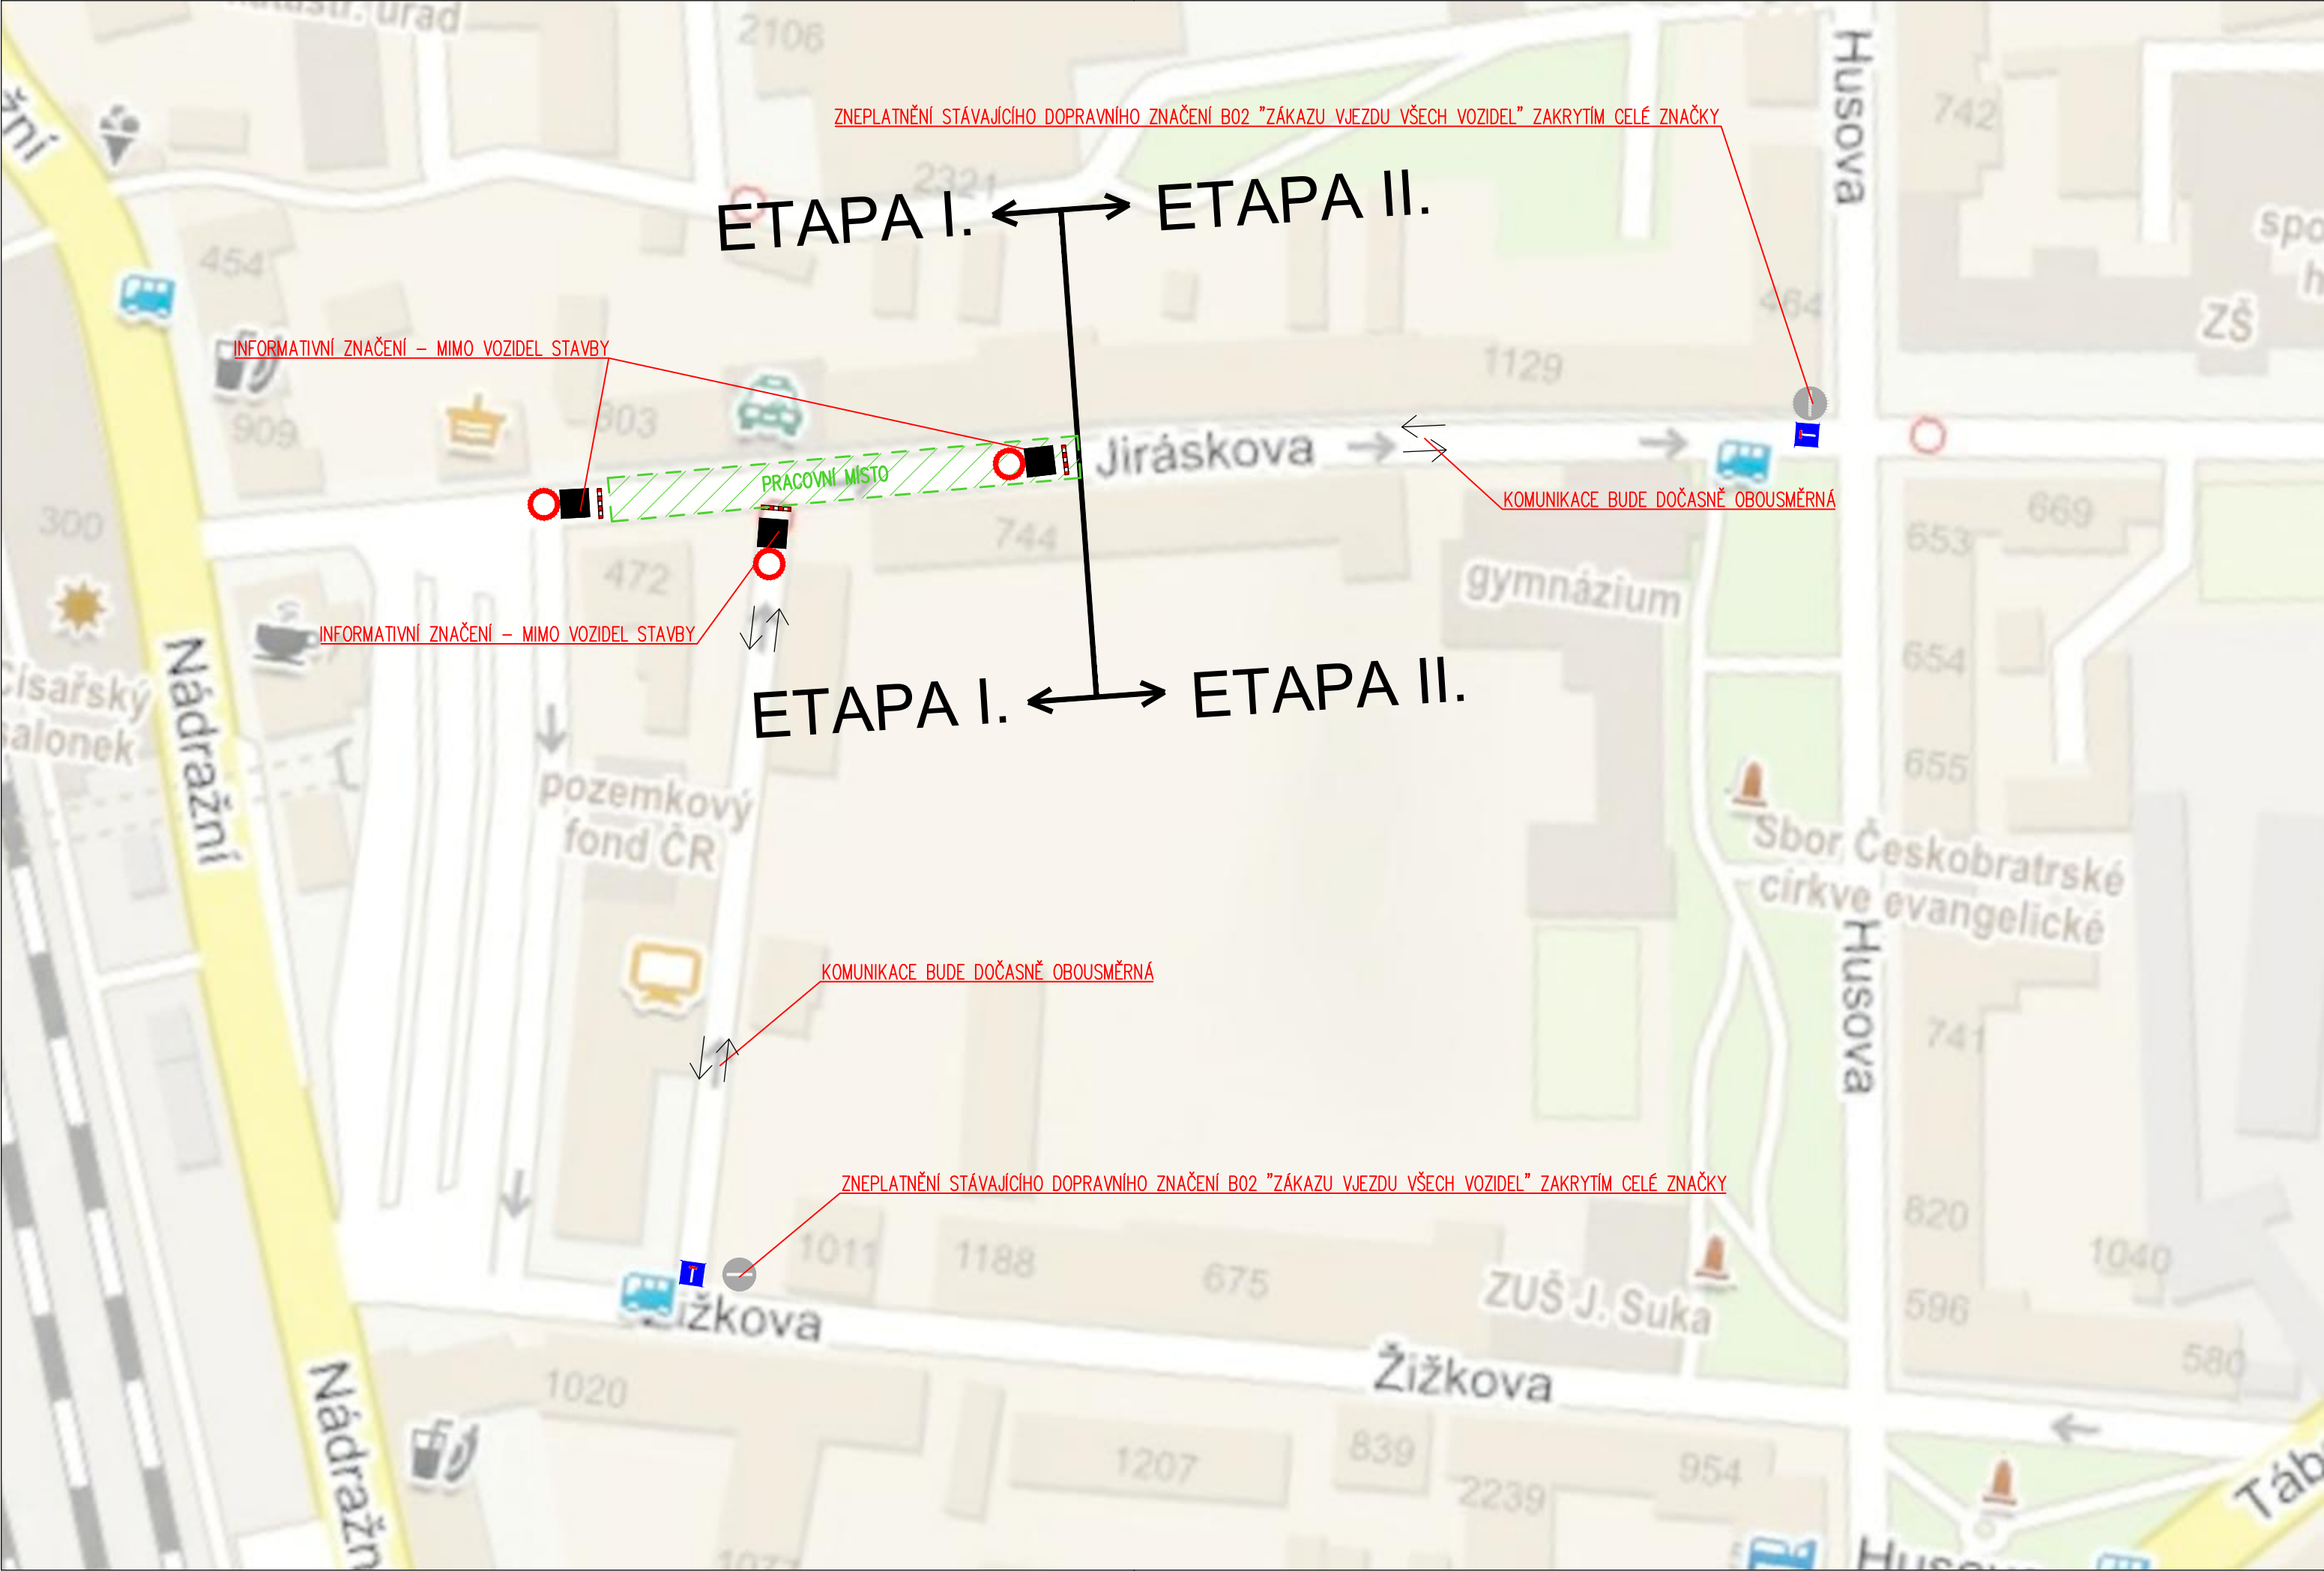 2106
Husova
742
ZNEPLATNĚNÍ STÁVAJÍCÍHO DOPRAVNÍHO ZNAČENÍ B02 "ZÁKAZU VJEZDU VŠECH VOZIDEL" ZAKRYTÍM CELÉ ZNAČKY
žní
2321
ETAPA I.
ETAPA II.
spo
h
454
464
ZŠ
INFORMATIVNÍ ZNAČENÍ – MIMO VOZIDEL STAVBY
1129
909
803
Jiráskova
PRACOVNÍ MÍSTO
KOMUNIKACE BUDE DOČASNĚ OBOUSMĚRNÁ
300
744
669
653
472
gymnázium
INFORMATIVNÍ ZNAČENÍ – MIMO VOZIDEL STAVBY
654
Císařský
salonek
Nádražní
ETAPA I.
ETAPA II.
655
pozemkový
fond ČR
Sbor Českobratrské
církve evangelické
Husova
KOMUNIKACE BUDE DOČASNĚ OBOUSMĚRNÁ
741
ZNEPLATNĚNÍ STÁVAJÍCÍHO DOPRAVNÍHO ZNAČENÍ B02 "ZÁKAZU VJEZDU VŠECH VOZIDEL" ZAKRYTÍM CELÉ ZNAČKY
820
1011
1188
675
1040
ZUŠ J. Suka
596
ižkova
Žižkova
580
Nádražn
1020
1207
839
954
2239
Táb